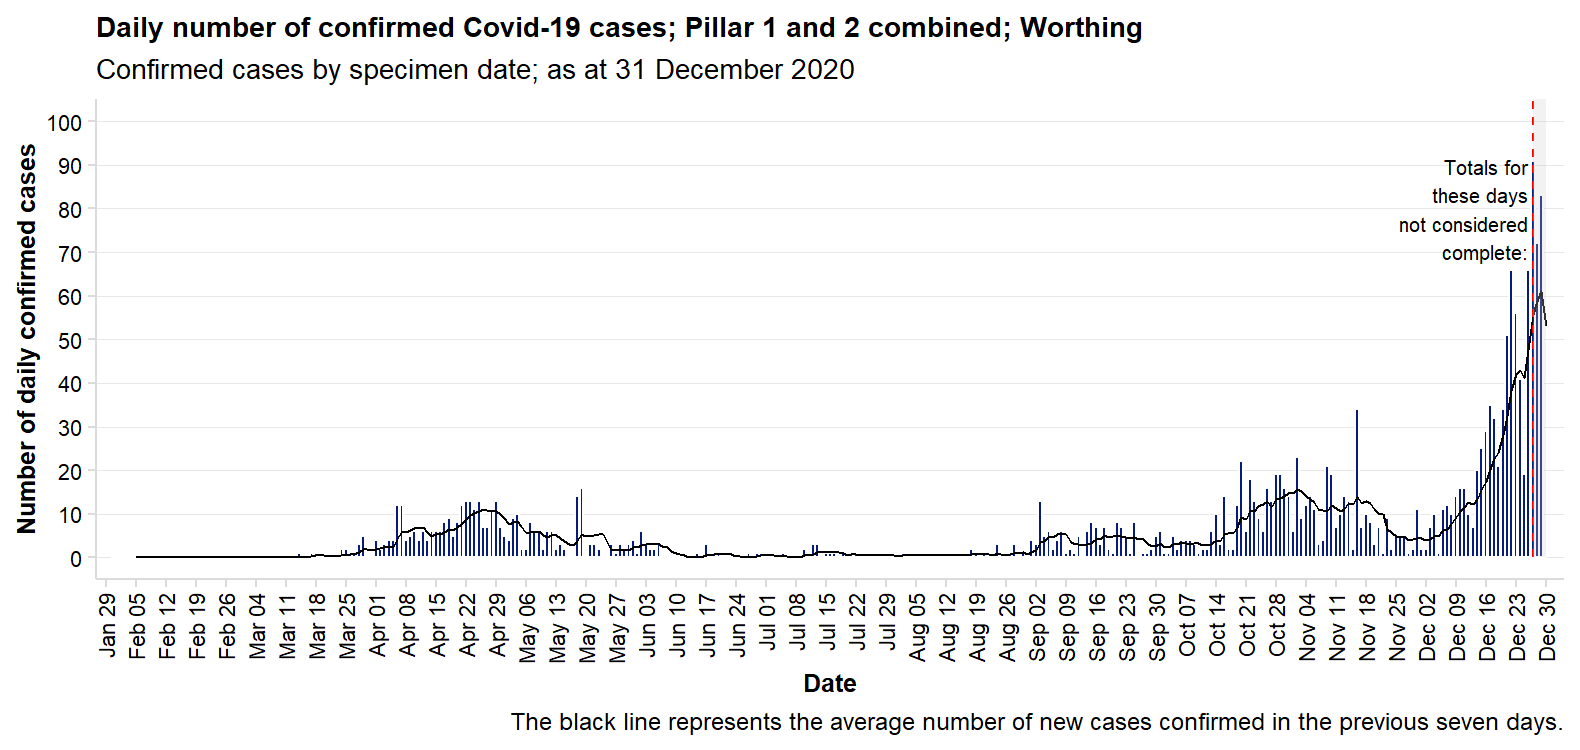 Daily number of confirmed Covid-19 cases; Pillar 1 and 2 combined; Worthing
Confirmed cases by specimen date; as at 31 December 2020
Number of daily confirmed cases
100
90
80
70
60
50
40
30
20
10
0
Totals for
these days
not considered
complete:
Jan 29
Feb 05
Feb 12
Feb 19
Feb 26
Mar 04
Mar 11
Mar 18
Mar 25
Apr 01
Apr 08
Apr 15
Apr 22
Apr 29
May 06
May 13
May 20
May 27
Jun 03
Jun 10
Jun 17
Jun 24
Jul 01
Jul 08
Jul 15
Jul 22
Jul 29
Aug 05
Aug 12
Aug 19
Aug 26
Sep 02
Sep 09
Sep 16
Sep 23
Sep 30
Oct 07
Oct 14
Oct 21
Oct 28
Nov 04
Nov 11
Nov 18
Nov 25
Dec 02
Dec 09
Dec 16
Dec 23
Dec 30
Date
The black line represents the average number of new cases confirmed in the previous seven days.